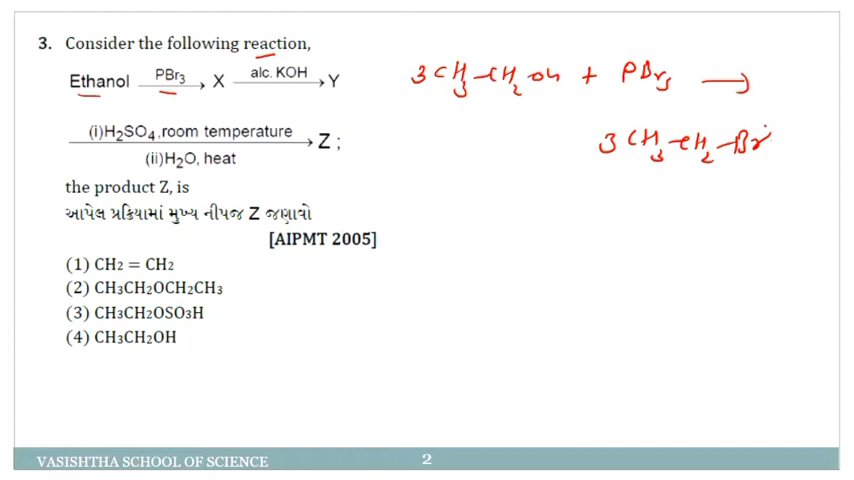 3. Consider the following reaction,
Ethanol PBr₃ → X alc. KOH → Y
(i)H₂SO₄,room temperature
(ii)H₂O, heat → Z ;
the product Z, is
આપેલ પ્રક્રિયામાં મુખ્ય નીપજ Z જણાવો
[AIPMT 2005]
(1) CH₂ = CH₂
(2) CH₃CH₂OCH₂CH₃
(3) CH₃CH₂OSO₃H
(4) CH₃CH₂OH
3CH₃-CH₂OH + PBr₃ →
3CH₃-CH₂-Br
VASISHTHA SCHOOL OF SCIENCE
2